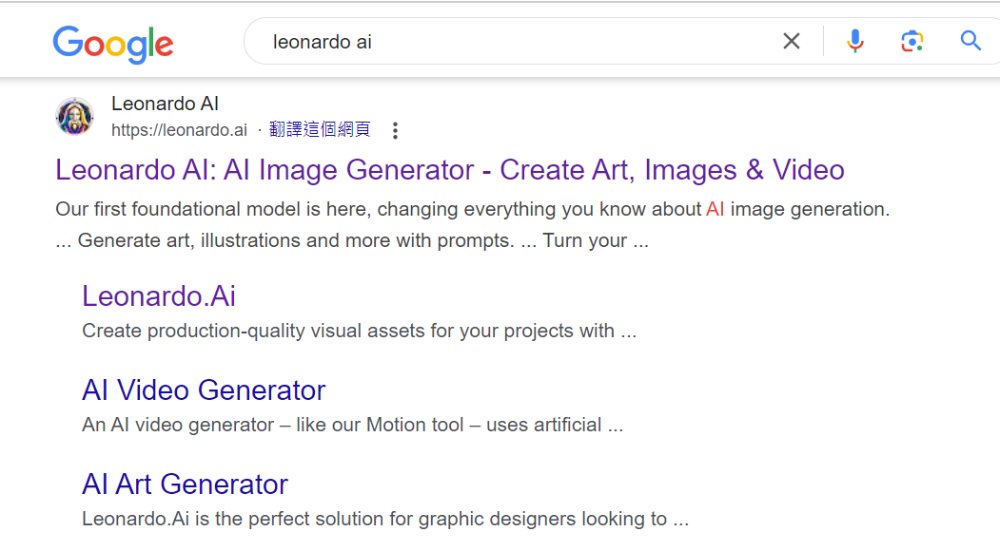 Google
leonardo ai
Leonardo AI
https://leonardo.ai · 翻譯這個網頁
Leonardo AI: AI Image Generator - Create Art, Images & Video
Our first foundational model is here, changing everything you know about AI image generation.
... Generate art, illustrations and more with prompts. ... Turn your ...
Leonardo.Ai
Create production-quality visual assets for your projects with ...
AI Video Generator
An AI video generator – like our Motion tool – uses artificial ...
AI Art Generator
Leonardo.Ai is the perfect solution for graphic designers looking to ...